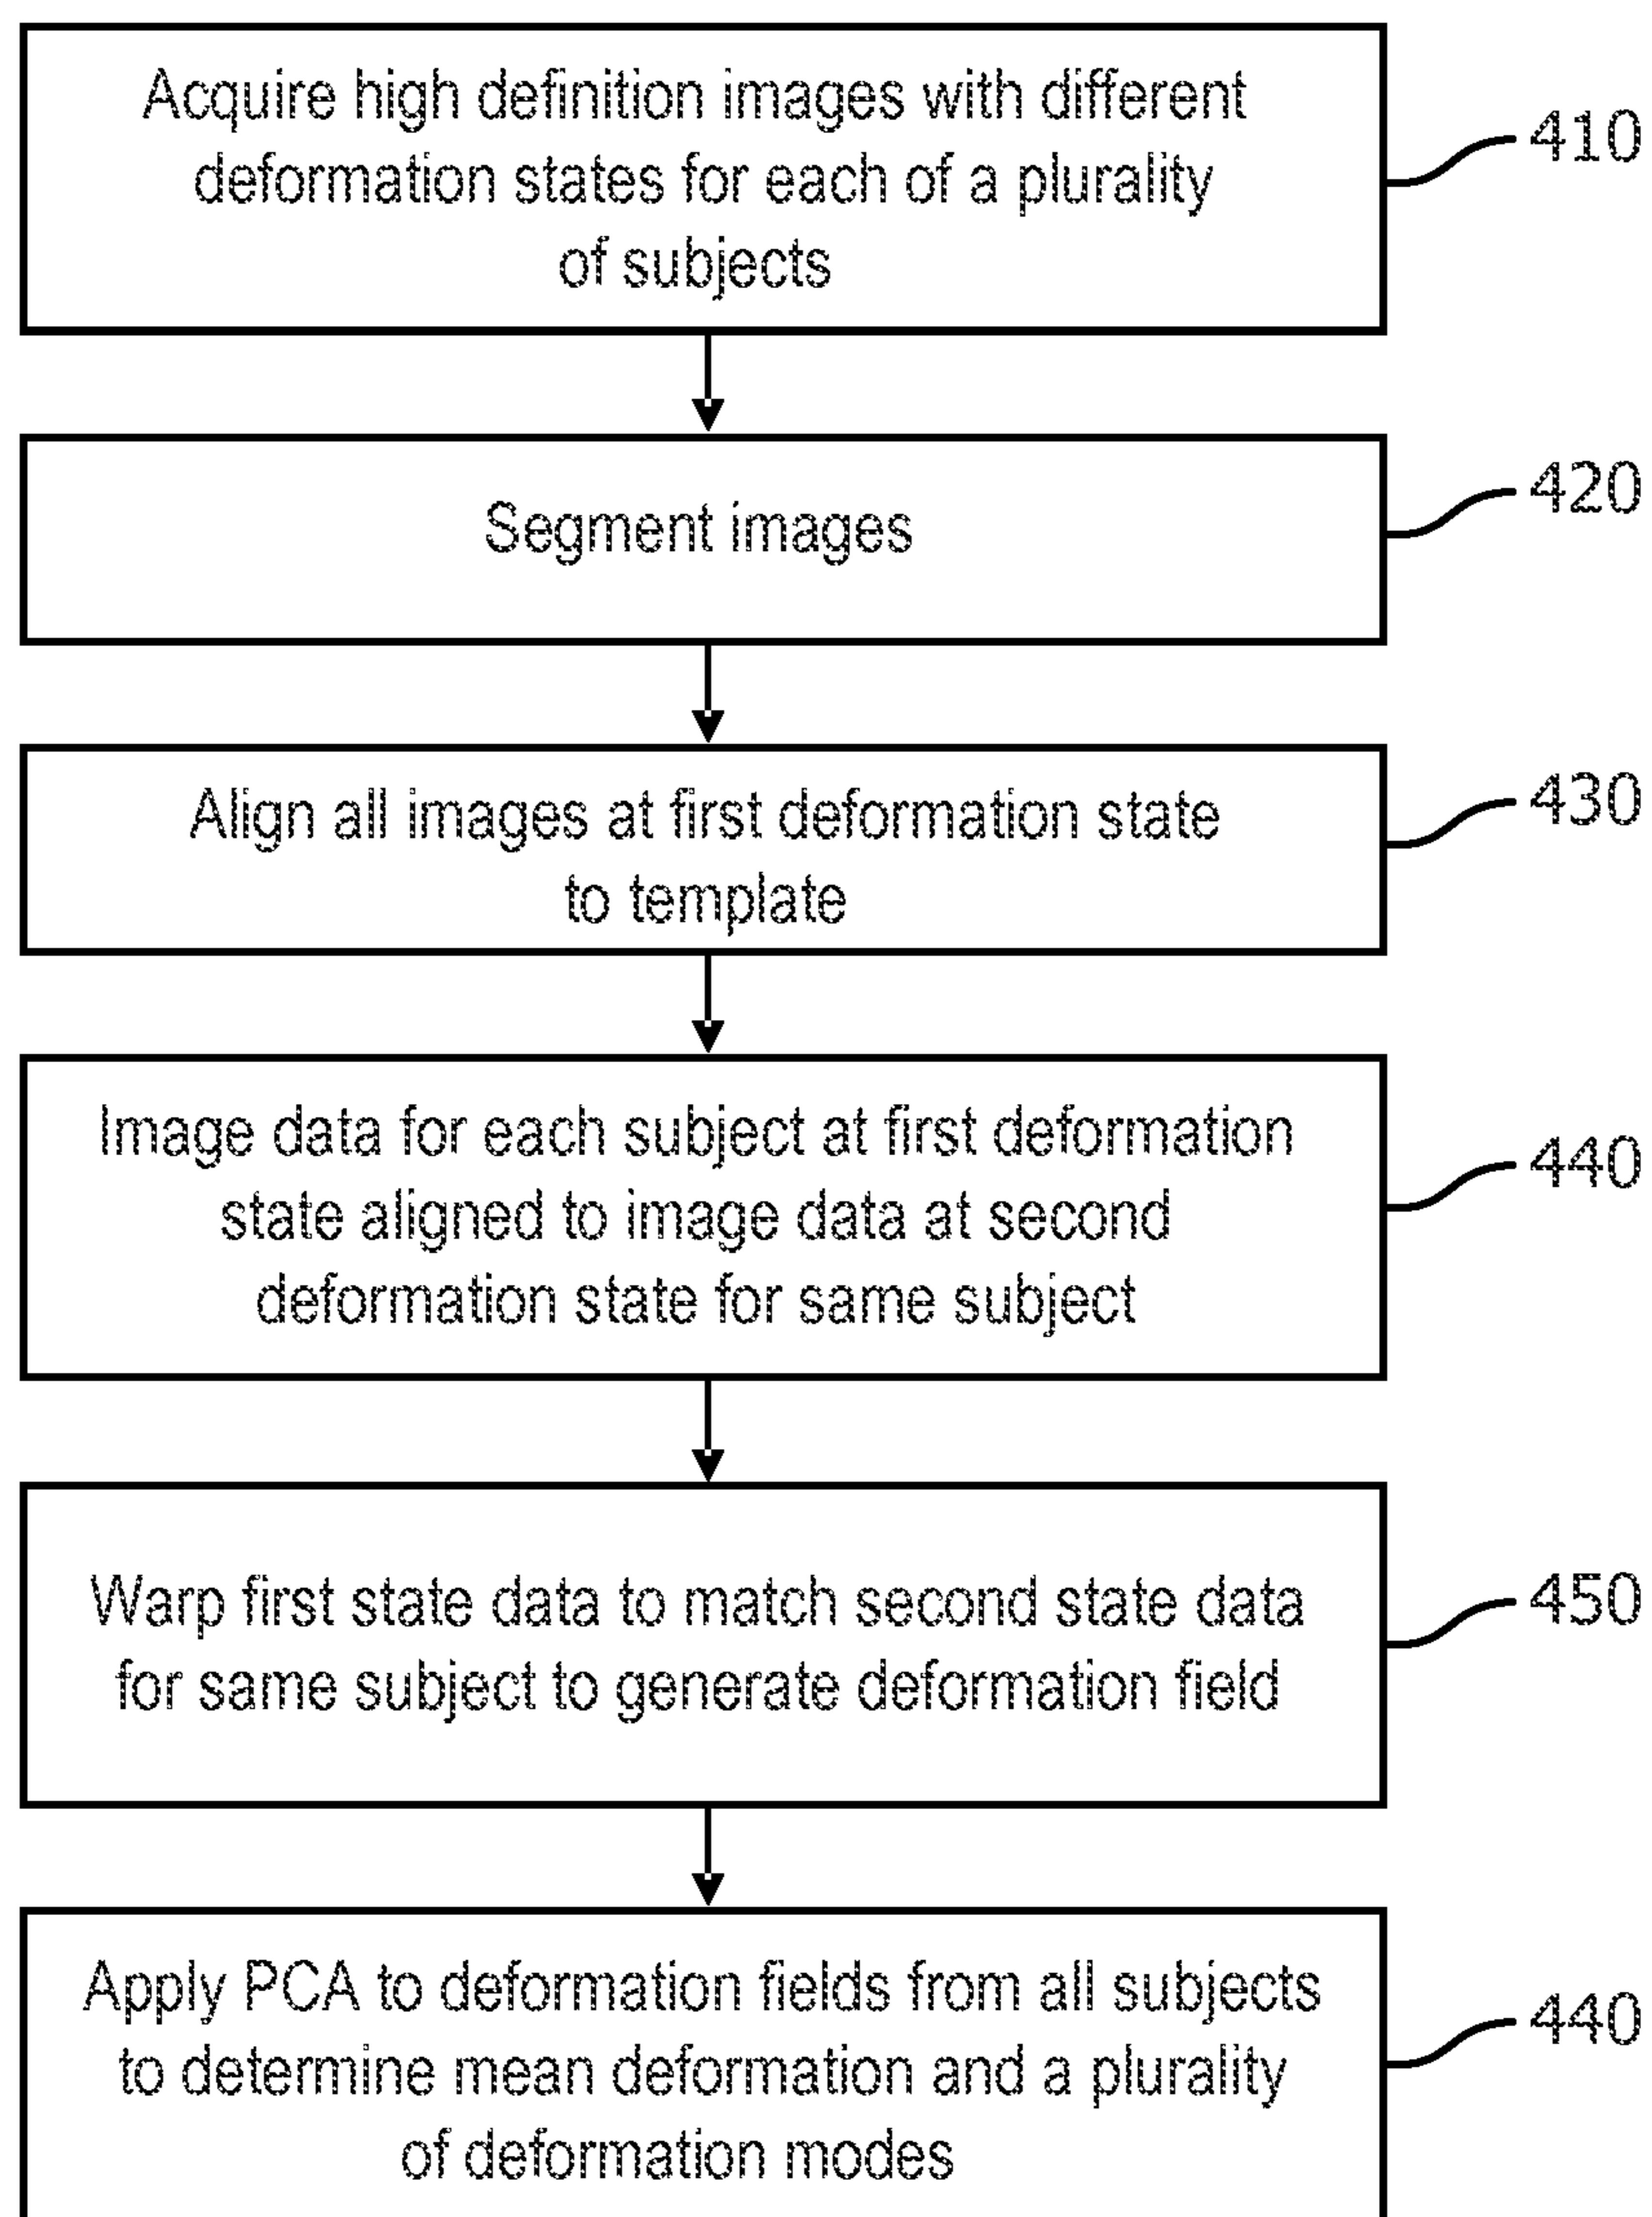 Acquire high definition images with different
deformation states for each of a plurality
of subjects
410
Segment images
420
Align all images at first deformation state
to template
430
Image data for each subject at first deformation
state aligned to image data at second
deformation state for same subject
440
Warp first state data to match second state data
for same subject to generate deformation field
450
Apply PCA to deformation fields from all subjects
to determine mean deformation and a plurality
of deformation modes
440